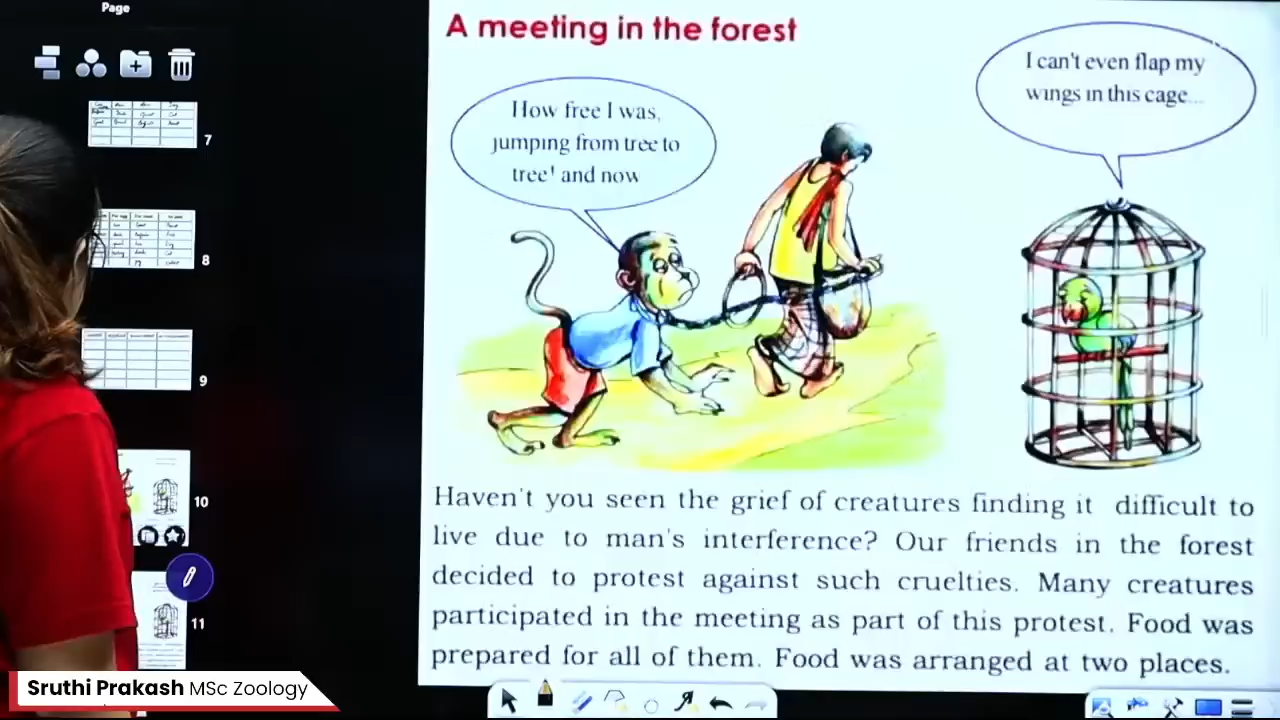 Page
A meeting in the forest
I can't even flap my
wings in this cage...
How free I was,
jumping from tree to
tree! and now
7
8
9
10
11
Haven't you seen the grief of creatures finding it difficult to
live due to man's interference? Our friends in the forest
decided to protest against such cruelties. Many creatures
participated in the meeting as part of this protest. Food was
prepared for all of them. Food was arranged at two places.
Sruthi Prakash MSc Zoology